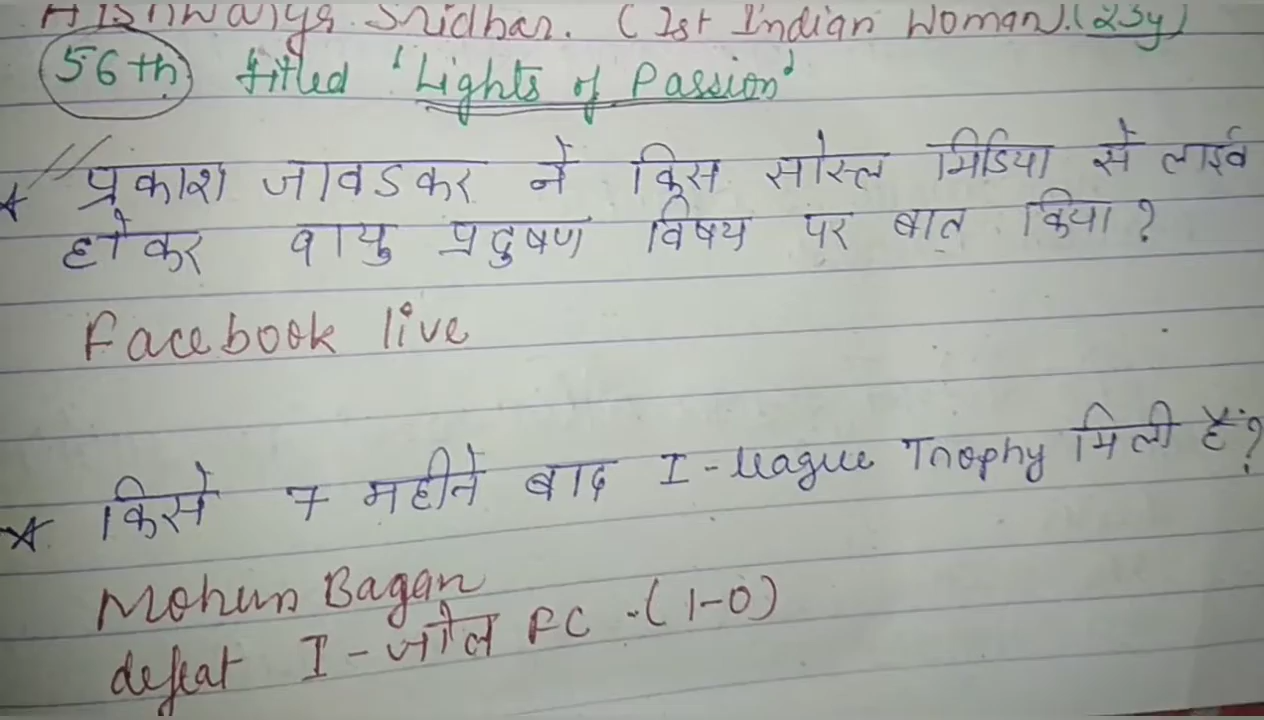 Aishwarya Sridhar. (Ist Indian Woman). (23y)
56th titled 'Lights of Passion'
प्रकाश जावडकर ने किस सोस्ल मिडिया से लाईव
होकर वायु प्रदुषण विषय पर बात किया?
Facebook live
किसे 7 महीने बाद I-league Trophy मिली है?
Mohun Bagan
defeat I-जोल FC.(1-0)